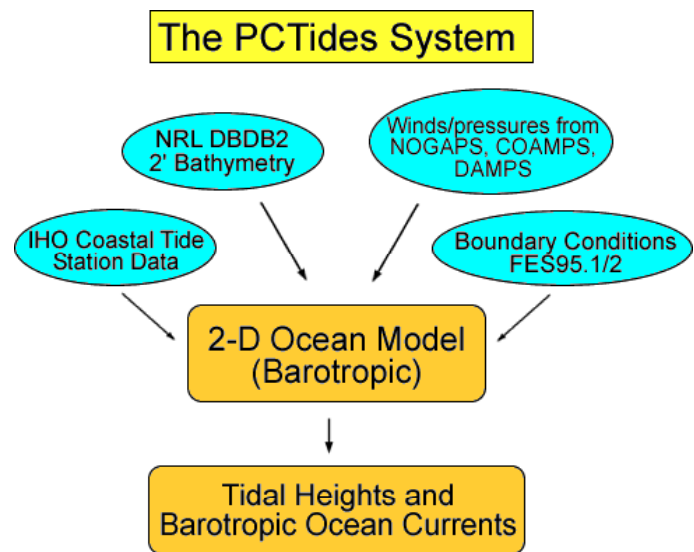 The PCTides System
NRL DBDB2
2' Bathymetry
Winds/pressures from
NOGAPS, COAMPS,
DAMPS
IHO Coastal Tide
Station Data
Boundary Conditions
FES95.1/2
2-D Ocean Model
(Barotropic)
Tidal Heights and
Barotropic Ocean Currents